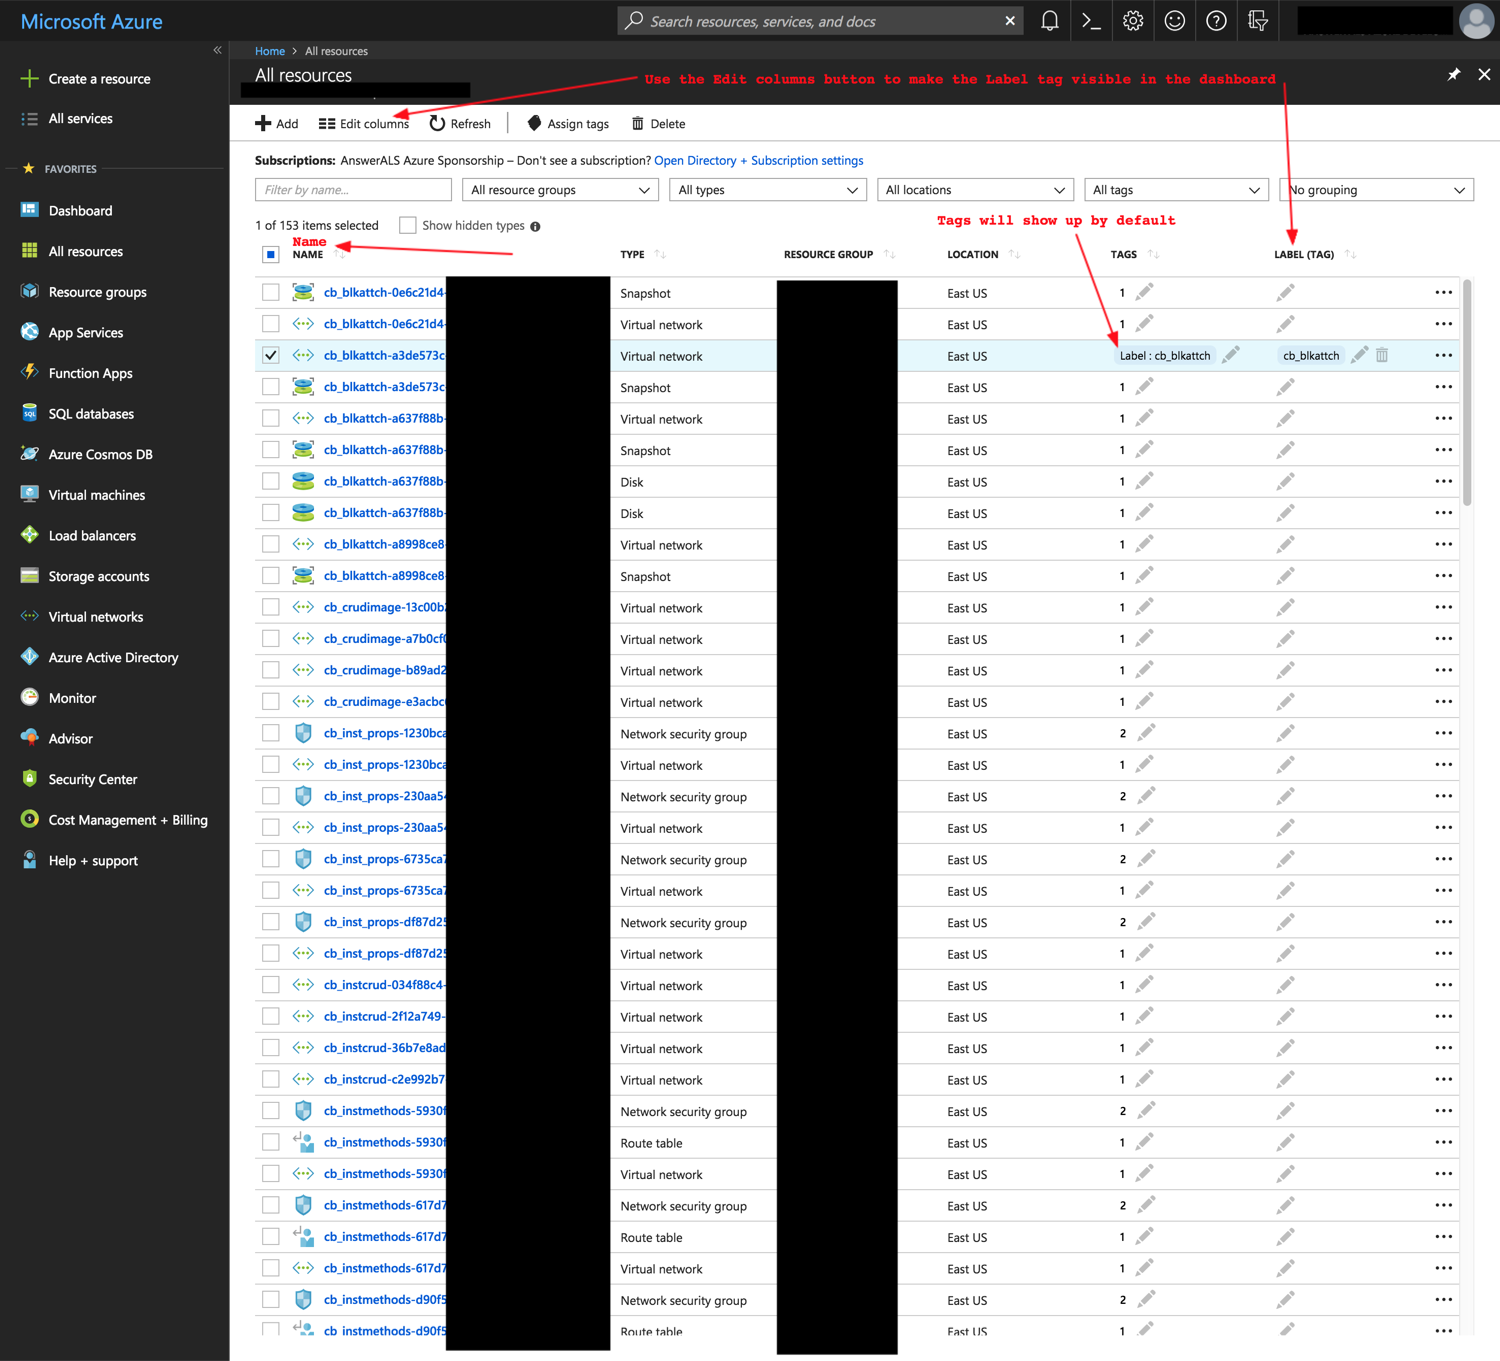 Microsoft Azure
Search resources, services, and docs
Home > All resources
All resources
Use the Edit columns button to make the Label tag visible in the dashboard
Create a resource
All services
FAVORITES
Dashboard
All resources
Resource groups
App Services
Function Apps
SQL databases
Azure Cosmos DB
Virtual machines
Load balancers
Storage accounts
Virtual networks
Azure Active Directory
Monitor
Advisor
Security Center
Cost Management + Billing
Help + support
Add Edit columns Refresh Assign tags Delete
Subscriptions: AnswerALS Azure Sponsorship – Don't see a subscription? Open Directory + Subscription settings
Filter by name... All resource groups All types All locations All tags No grouping
1 of 153 items selected Show hidden types
Tags will show up by default
Name
NAME TYPE RESOURCE GROUP LOCATION TAGS LABEL (TAG)
cb_blkattch-0e6c21d4- Snapshot East US 1
cb_blkattch-0e6c21d4- Virtual network East US 1
cb_blkattch-a3de573c Virtual network East US Label : cb_blkattch cb_blkattch
cb_blkattch-a3de573c Snapshot East US 1
cb_blkattch-a637f88b- Virtual network East US 1
cb_blkattch-a637f88b- Snapshot East US 1
cb_blkattch-a637f88b- Disk East US 1
cb_blkattch-a637f88b- Disk East US 1
cb_blkattch-a8998ce8 Virtual network East US 1
cb_blkattch-a8998ce8 Snapshot East US 1
cb_crudimage-13c00b Virtual network East US 1
cb_crudimage-a7b0cf0 Virtual network East US 1
cb_crudimage-b89ad2 Virtual network East US 1
cb_crudimage-e3acbc Virtual network East US 1
cb_inst_props-1230bca Network security group East US 2
cb_inst_props-1230bca Virtual network East US 1
cb_inst_props-230aa54 Network security group East US 2
cb_inst_props-230aa54 Virtual network East US 1
cb_inst_props-6735ca7 Network security group East US 2
cb_inst_props-6735ca7 Virtual network East US 1
cb_inst_props-df87d25 Network security group East US 2
cb_inst_props-df87d25 Virtual network East US 1
cb_instcrud-034f88c4- Virtual network East US 1
cb_instcrud-2f12a749- Virtual network East US 1
cb_instcrud-36b7e8ad Virtual network East US 1
cb_instcrud-c2e992b7 Virtual network East US 1
cb_instmethods-5930f Network security group East US 2
cb_instmethods-5930f Route table East US 1
cb_instmethods-5930f Virtual network East US 1
cb_instmethods-617d7 Network security group East US 2
cb_instmethods-617d7 Route table East US 1
cb_instmethods-617d7 Virtual network East US 1
cb_instmethods-d90f5 Network security group East US 2
cb_instmethods-d90f5 Route table East US 1